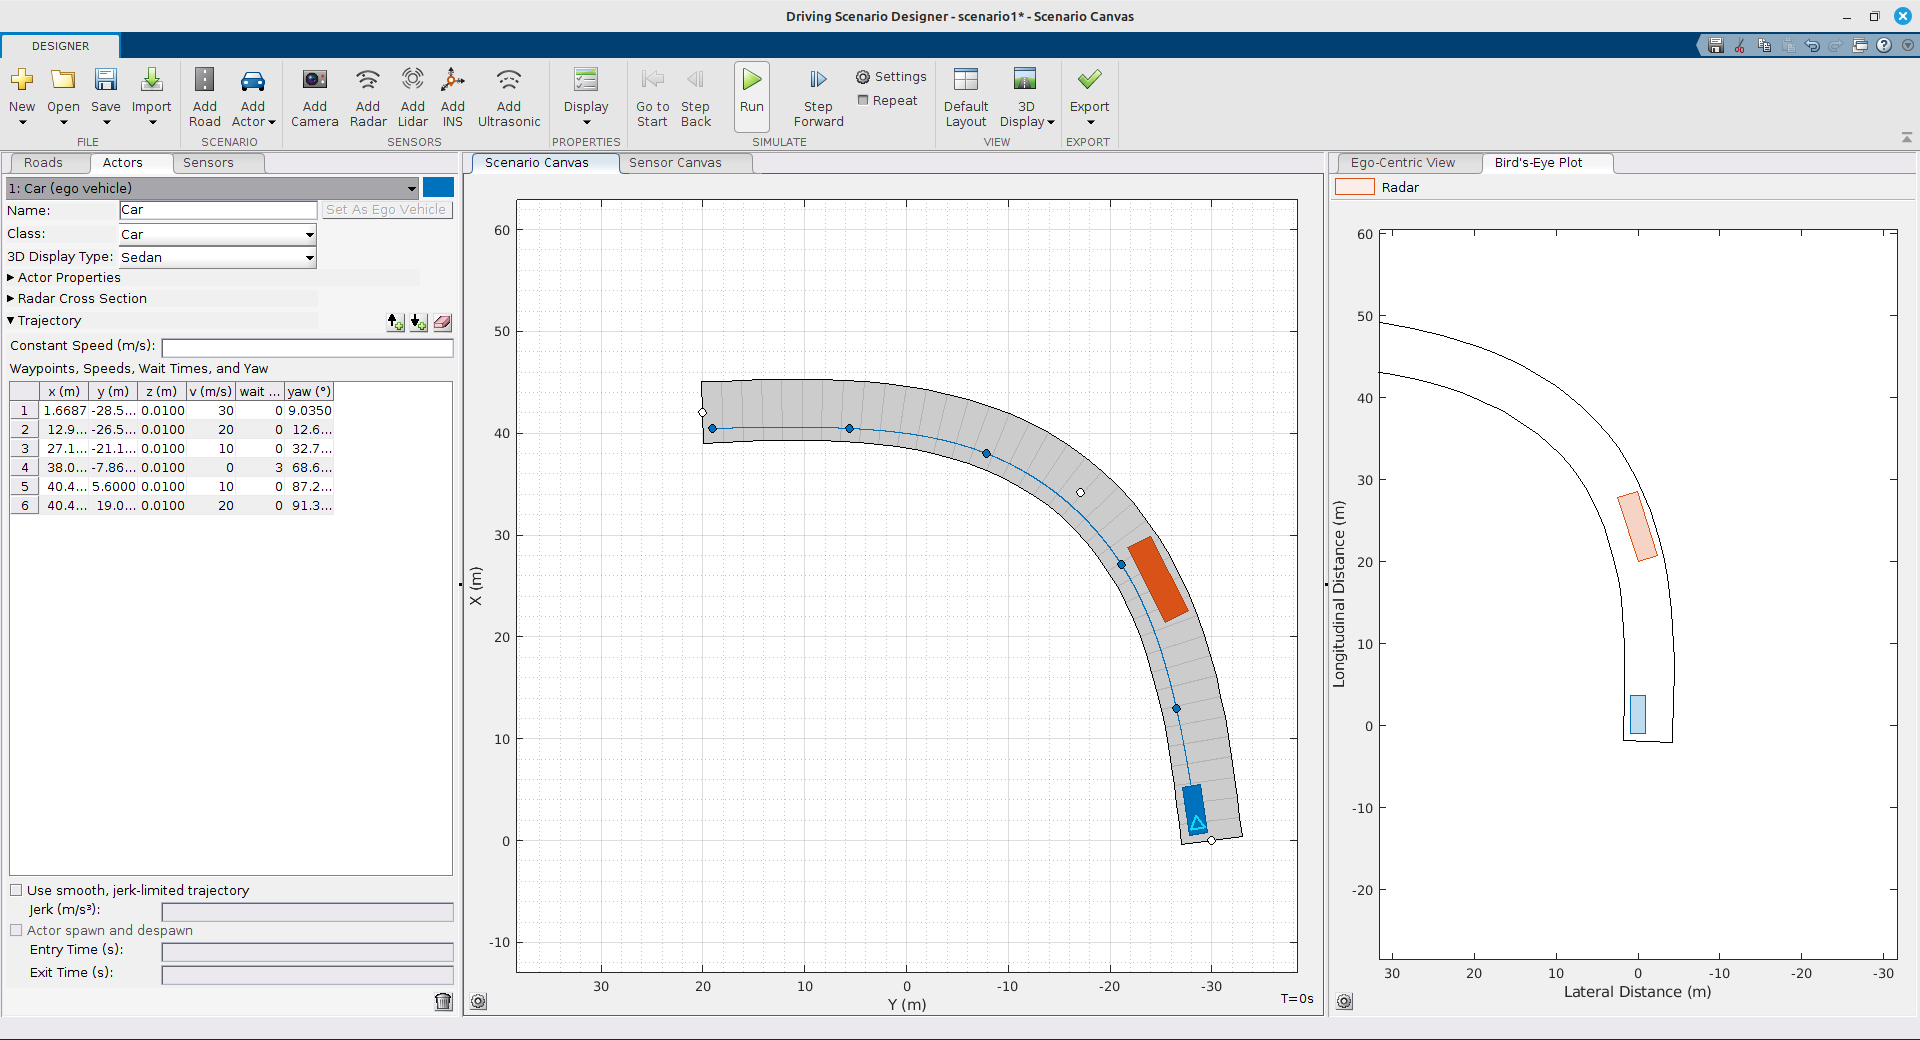 Driving Scenario Designer - scenario1* - Scenario Canvas
DESIGNER
New
Open
Save
Import
FILE
Add Road
Add Actor
SCENARIO
Add Camera
Add Radar
Add Lidar
Add INS
Add Ultrasonic
SENSORS
Display
PROPERTIES
Go to Start
Step Back
Run
Step Forward
Settings
Repeat
SIMULATE
Default Layout
3D Display
VIEW
Export
EXPORT
Roads Actors Sensors
1: Car (ego vehicle)
Name: Car Set As Ego Vehicle
Class: Car
3D Display Type: Sedan
Actor Properties
Radar Cross Section
Trajectory
Constant Speed (m/s):
Waypoints, Speeds, Wait Times, and Yaw
x (m) y (m) z (m) v (m/s) wait ... yaw (°)
1 1.6687 -28.5... 0.0100 30 0 9.0350
2 12.9... -26.5... 0.0100 20 0 12.6...
3 27.1... -21.1... 0.0100 10 0 32.7...
4 38.0... -7.86... 0.0100 0 3 68.6...
5 40.4... 5.6000 0.0100 10 0 87.2...
6 40.4... 19.0... 0.0100 20 0 91.3...
Use smooth, jerk-limited trajectory
Jerk (m/s³):
Actor spawn and despawn
Entry Time (s):
Exit Time (s):
Scenario Canvas Sensor Canvas
60
50
40
30
20
10
0
-10
X (m)
30 20 10 0 -10 -20 -30
Y (m)
T=0s
Ego-Centric View Bird's-Eye Plot
Radar
60
50
40
30
20
10
0
-10
-20
Longitudinal Distance (m)
30 20 10 0 -10 -20 -30
Lateral Distance (m)